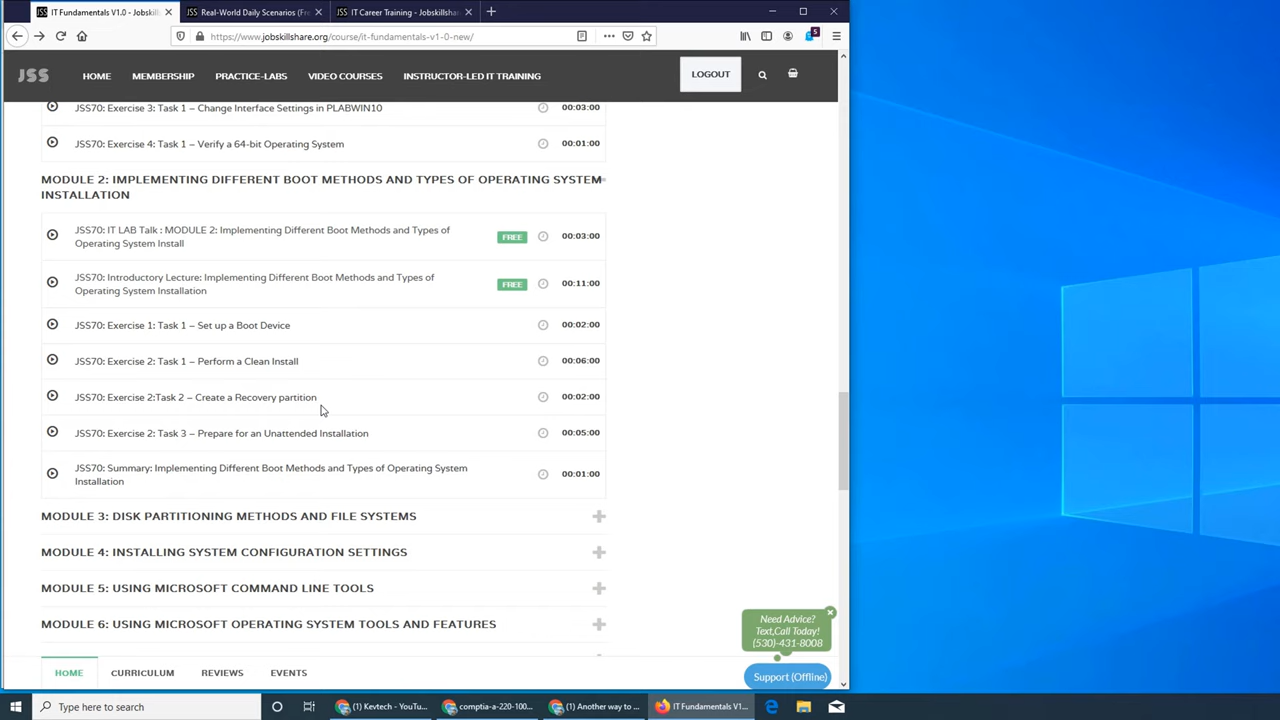 IT Fundamentals V1.0 - Jobskill
Real-World Daily Scenarios (Fr
IT Career Training - Jobskillsha
https://www.jobskillshare.org/course/it-fundamentals-v1-0-new/
5
JSS
HOME
MEMBERSHIP
PRACTICE-LABS
VIDEO COURSES
INSTRUCTOR-LED IT TRAINING
LOGOUT
JSS70: Exercise 3: Task 1 – Change Interface Settings in PLABWIN10 00:03:00
JSS70: Exercise 4: Task 1 – Verify a 64-bit Operating System 00:01:00
MODULE 2: IMPLEMENTING DIFFERENT BOOT METHODS AND TYPES OF OPERATING SYSTEM
INSTALLATION
JSS70: IT LAB Talk : MODULE 2: Implementing Different Boot Methods and Types of
Operating System Install
FREE 00:03:00
JSS70: Introductory Lecture: Implementing Different Boot Methods and Types of
Operating System Installation
FREE 00:11:00
JSS70: Exercise 1: Task 1 – Set up a Boot Device 00:02:00
JSS70: Exercise 2: Task 1 – Perform a Clean Install 00:06:00
JSS70: Exercise 2:Task 2 – Create a Recovery partition 00:02:00
JSS70: Exercise 2: Task 3 – Prepare for an Unattended Installation 00:05:00
JSS70: Summary: Implementing Different Boot Methods and Types of Operating System
Installation
00:01:00
MODULE 3: DISK PARTITIONING METHODS AND FILE SYSTEMS
MODULE 4: INSTALLING SYSTEM CONFIGURATION SETTINGS
MODULE 5: USING MICROSOFT COMMAND LINE TOOLS
MODULE 6: USING MICROSOFT OPERATING SYSTEM TOOLS AND FEATURES
Need Advice?
Text,Call Today!
(530)-431-8008
Support (Offline)
HOME
CURRICULUM
REVIEWS
EVENTS
Type here to search
(1) Kevtech - YouTu...
comptia-a-220-100...
(1) Another way to ...
IT Fundamentals V1...